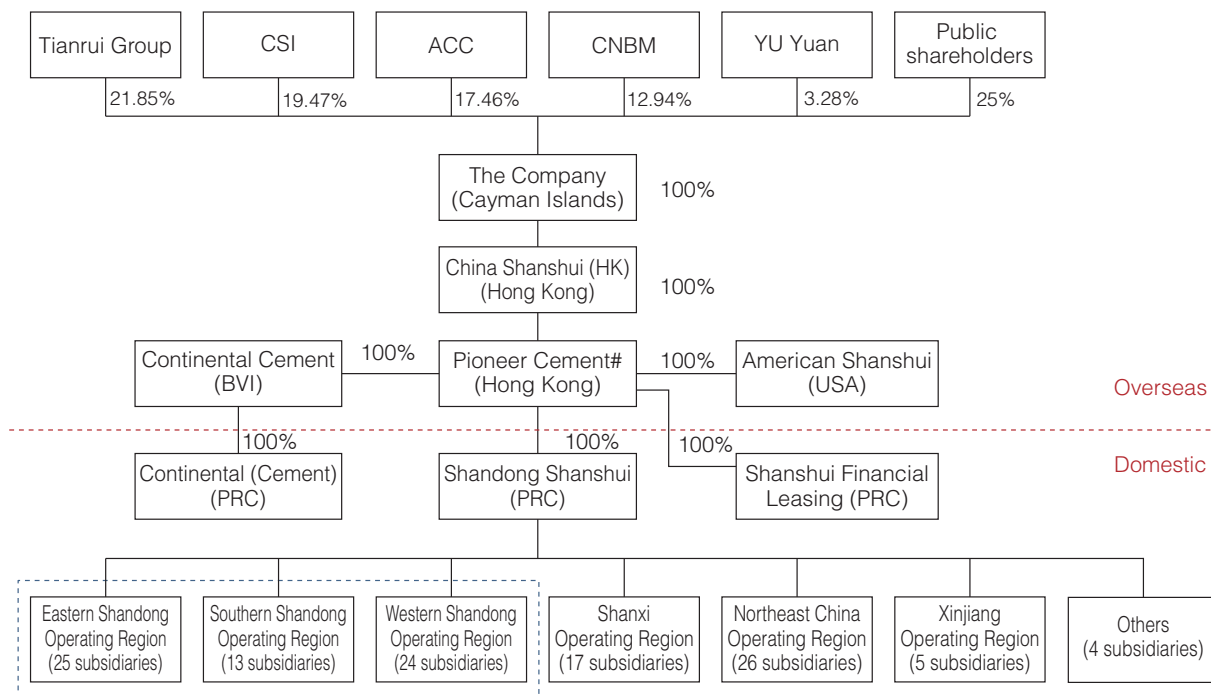 Tianrui Group
CSI
ACC
CNBM
YU Yuan
Public
shareholders
21.85%
19.47%
17.46%
12.94%
3.28%
25%
The Company
(Cayman Islands)
100%
China Shanshui (HK)
(Hong Kong)
100%
Continental Cement
(BVI)
100%
Pioneer Cement#
(Hong Kong)
100%
American Shanshui
(USA)
Overseas
100%
100%
100%
Domestic
Continental (Cement)
(PRC)
Shandong Shanshui
(PRC)
Shanshui Financial
Leasing (PRC)
Eastern Shandong
Operating Region
(25 subsidiaries)
Southern Shandong
Operating Region
(13 subsidiaries)
Western Shandong
Operating Region
(24 subsidiaries)
Shanxi
Operating Region
(17 subsidiaries)
Northeast China
Operating Region
(26 subsidiaries)
Xinjiang
Operating Region
(5 subsidiaries)
Others
(4 subsidiaries)